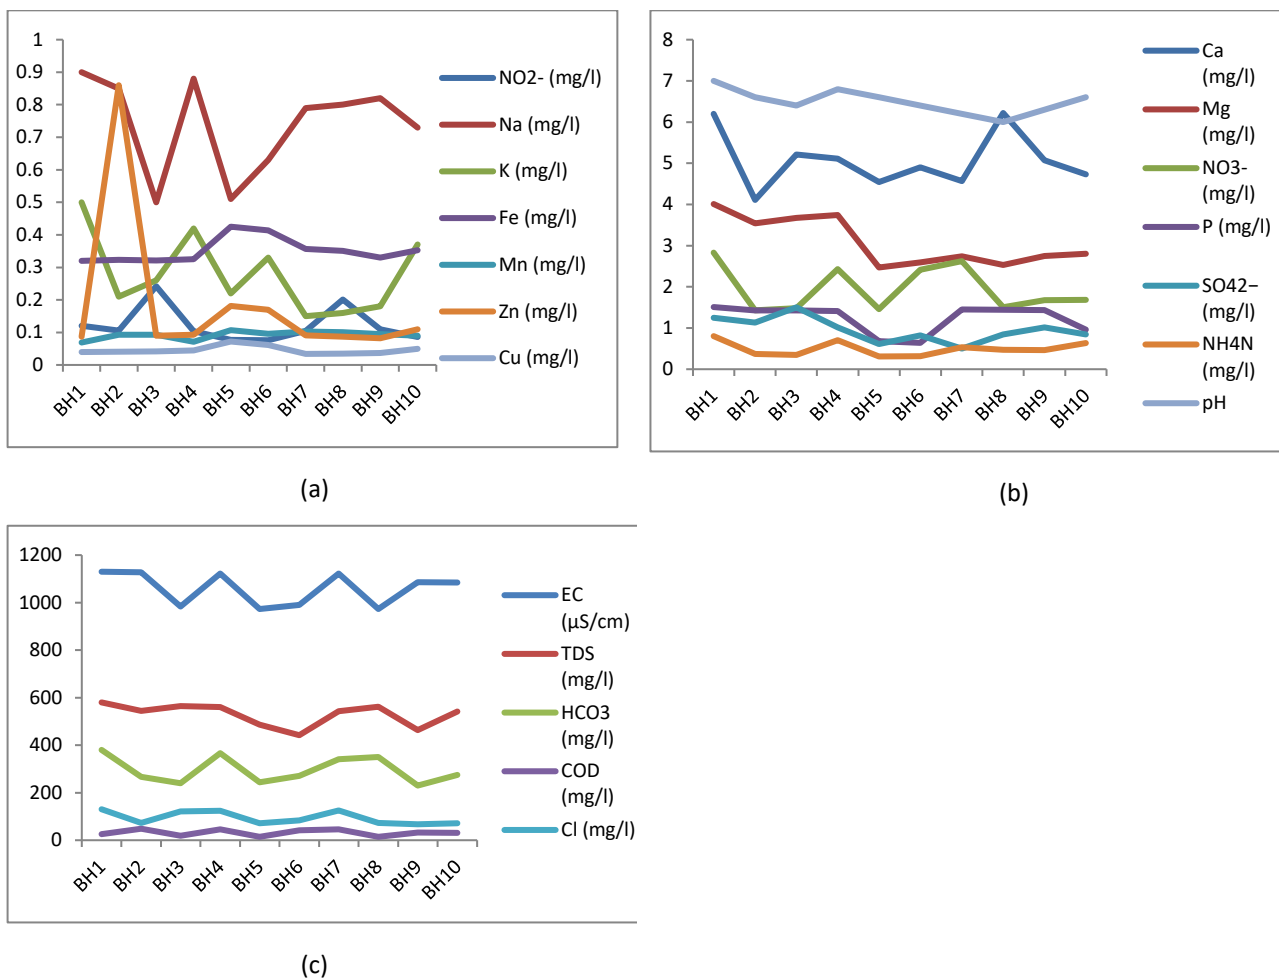 1
0.9
0.8
0.7
0.6
0.5
0.4
0.3
0.2
0.1
0
BH1
BH2
BH3
BH4
BH5
BH6
BH7
BH8
BH9
BH10
NO2- (mg/l)
Na (mg/l)
K (mg/l)
Fe (mg/l)
Mn (mg/l)
Zn (mg/l)
Cu (mg/l)
(a)
8
7
6
5
4
3
2
1
0
BH1
BH2
BH3
BH4
BH5
BH6
BH7
BH8
BH9
BH10
Ca
(mg/l)
Mg
(mg/l)
NO3-
(mg/l)
P (mg/l)
SO42−
(mg/l)
NH4N
(mg/l)
pH
(b)
1200
1000
800
600
400
200
0
BH1
BH2
BH3
BH4
BH5
BH6
BH7
BH8
BH9
BH10
EC
(µS/cm)
TDS
(mg/l)
HCO3
(mg/l)
COD
(mg/l)
Cl (mg/l)
(c)